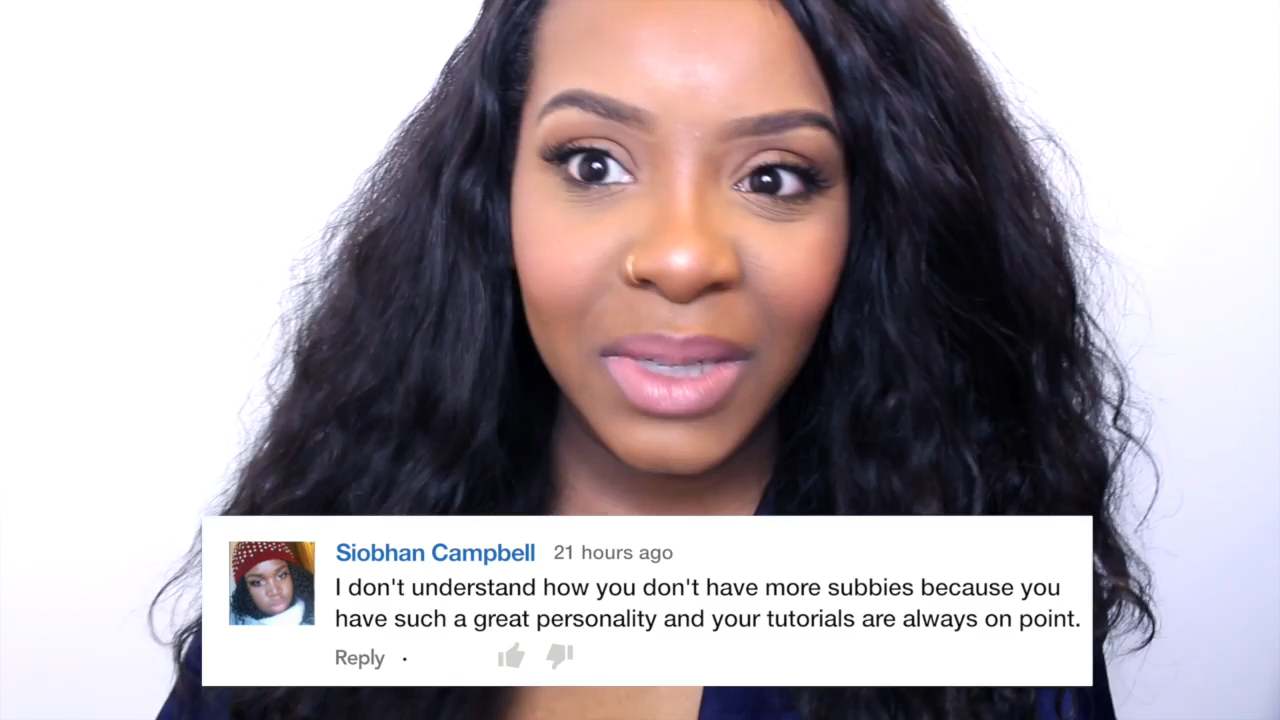 Siobhan Campbell 21 hours ago
I don't understand how you don't have more subbies because you
have such a great personality and your tutorials are always on point.
Reply ·